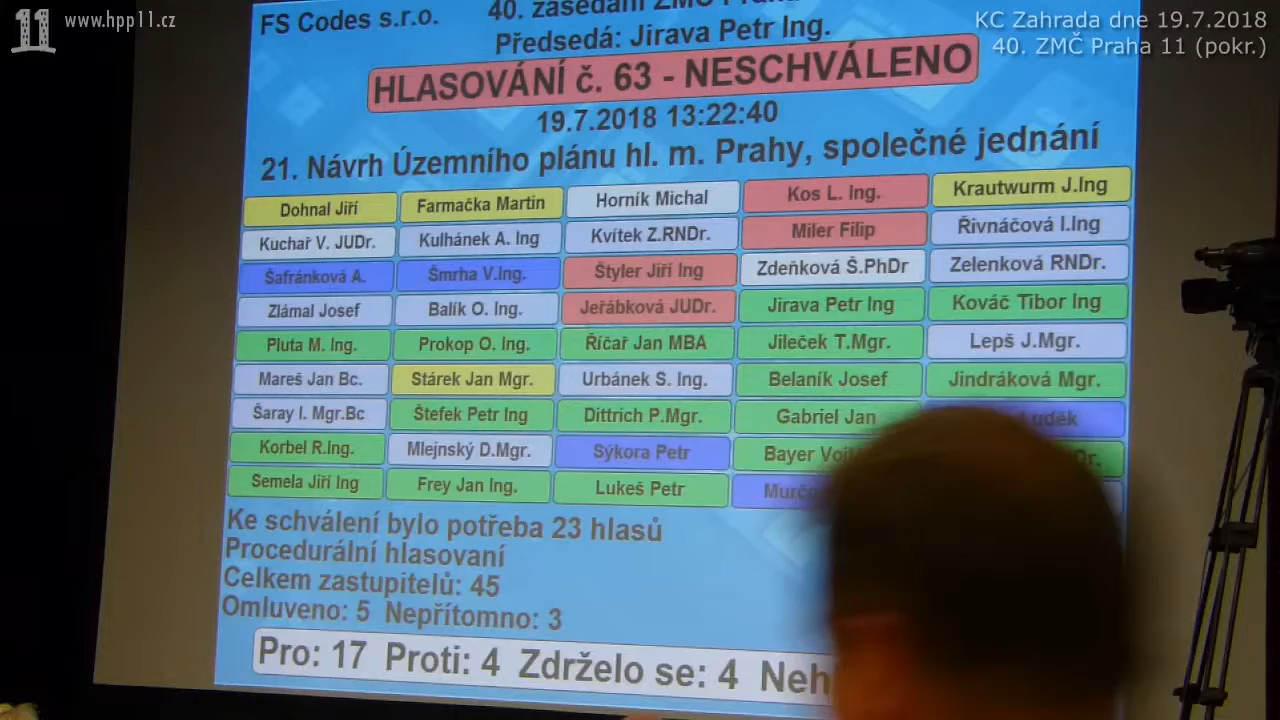 11 www.hpp11.cz
KC Zahrada dne 19.7.2018
40. ZMČ Praha 11 (pokr.)
FS Codes s.r.o. 40. zasedání ZMČ Praha
Předsedá: Jirava Petr Ing.
HLASOVÁNÍ č. 63 - NESCHVÁLENO
19.7.2018 13:22:40
21. Návrh Územního plánu hl. m. Prahy, společné jednání
Dohnal Jiří Farmačka Martin Horník Michal Kos L. Ing. Krautwurm J.Ing
Kuchař V. JUDr. Kulhánek A. Ing Kvítek Z.RNDr. Miler Filip Řivnáčová I.Ing
Šafránková A. Šmrha V.Ing. Štyler Jiří Ing Zdeňková Š.PhDr Zelenková RNDr.
Zlámal Josef Balík O. Ing. Jeřábková JUDr. Jirava Petr Ing Kováč Tibor Ing
Pluta M. Ing. Prokop O. Ing. Říčař Jan MBA Jileček T.Mgr. Lepš J.Mgr.
Mareš Jan Bc. Stárek Jan Mgr. Urbánek S. Ing. Belaník Josef Jindráková Mgr.
Šaray I. Mgr.Bc Štefek Petr Ing Dittrich P.Mgr. Gabriel Jan
Korbel R.Ing. Mlejnský D.Mgr. Sýkora Petr Bayer
Semela Jiří Ing Frey Jan Ing. Lukeš Petr
Ke schválení bylo potřeba 23 hlasů
Procedurální hlasovaní
Celkem zastupitelů: 45
Omluveno: 5 Nepřítomno: 3
Pro: 17 Proti: 4 Zdrželo se: 4